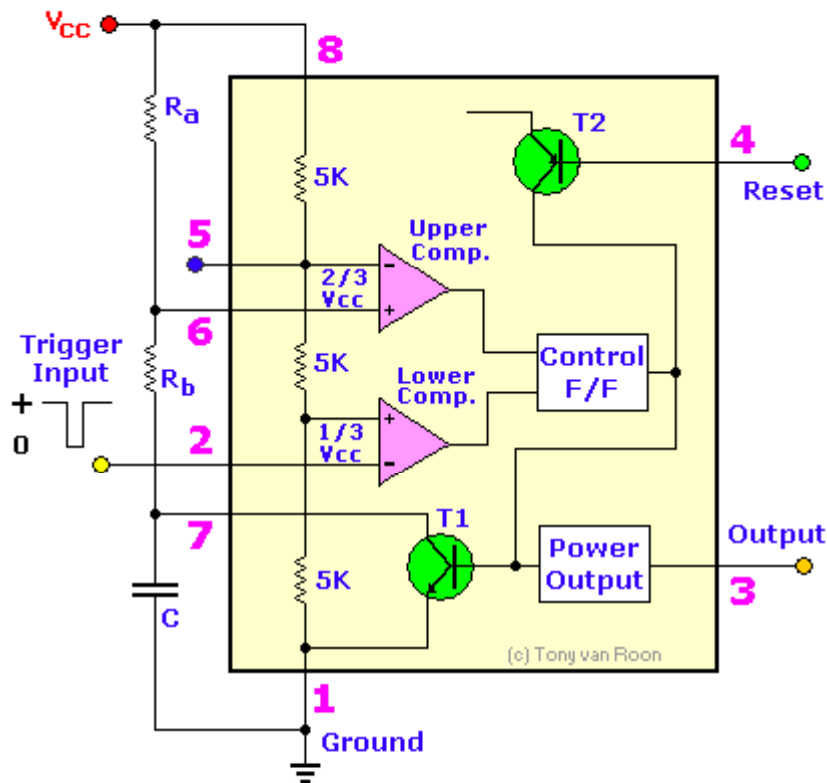 Vcc
8
Ra
T2
4
5K
Reset
5
Upper
Comp.
2/3
Vcc
6
Trigger
Input
Rb
5K
Control
F/F
Lower
Comp.
+
0
2
1/3
Vcc
7
T1
5K
Power
Output
Output
3
C
(c) Tony van Roon
1
Ground